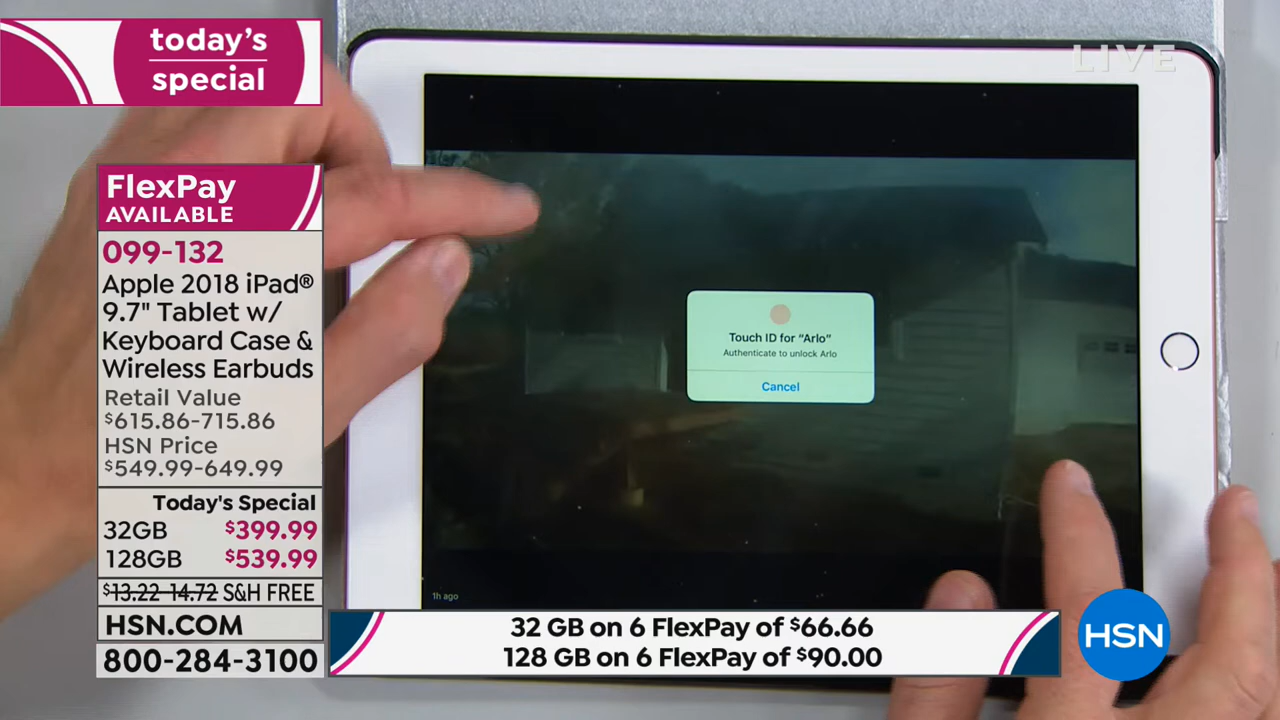 today's
special
LIVE
FlexPay
AVAILABLE
099-132
Apple 2018 iPad®
9.7" Tablet w/
Keyboard Case &
Wireless Earbuds
Retail Value
$615.86-715.86
HSN Price
$549.99-649.99
Today's Special
32GB $399.99
128GB $539.99
$13.22-14.72 S&H FREE
HSN.COM
800-284-3100
Touch ID for “Arlo”
Authenticate to unlock Arlo
Cancel
1h ago
32 GB on 6 FlexPay of $66.66
128 GB on 6 FlexPay of $90.00
HSN